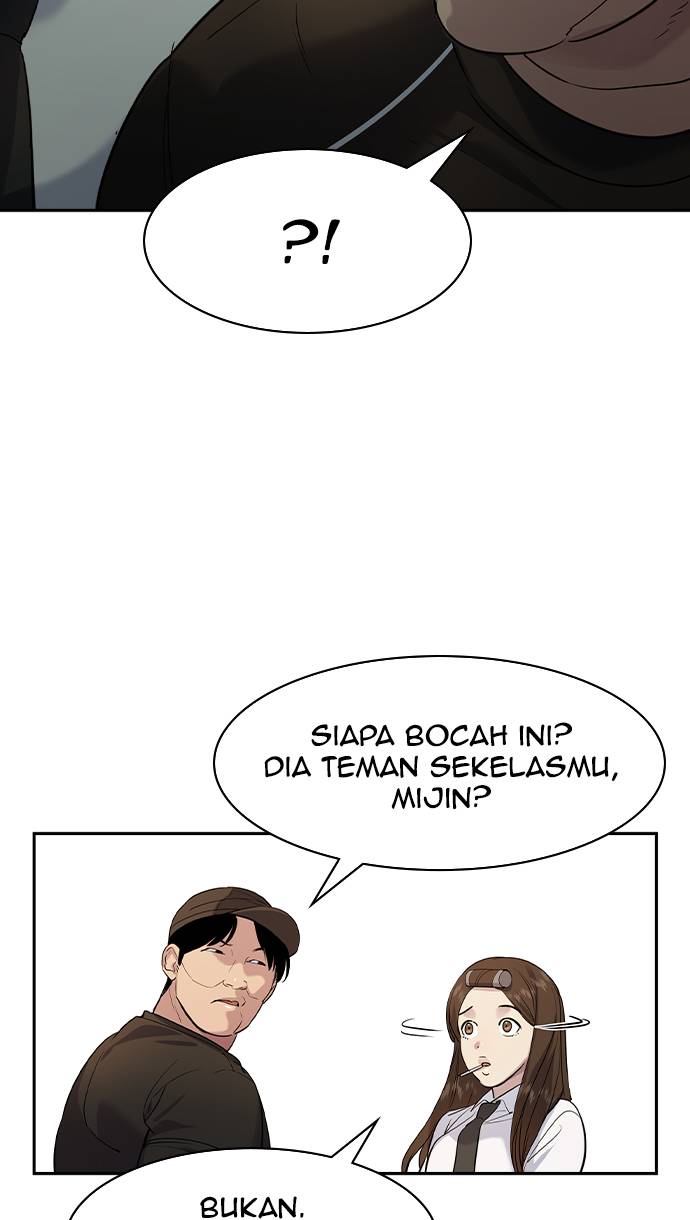 ?!
SIAPA BOCAH INI?
DIA TEMAN SEKELASMU,
MIJIN?
BUKAN.